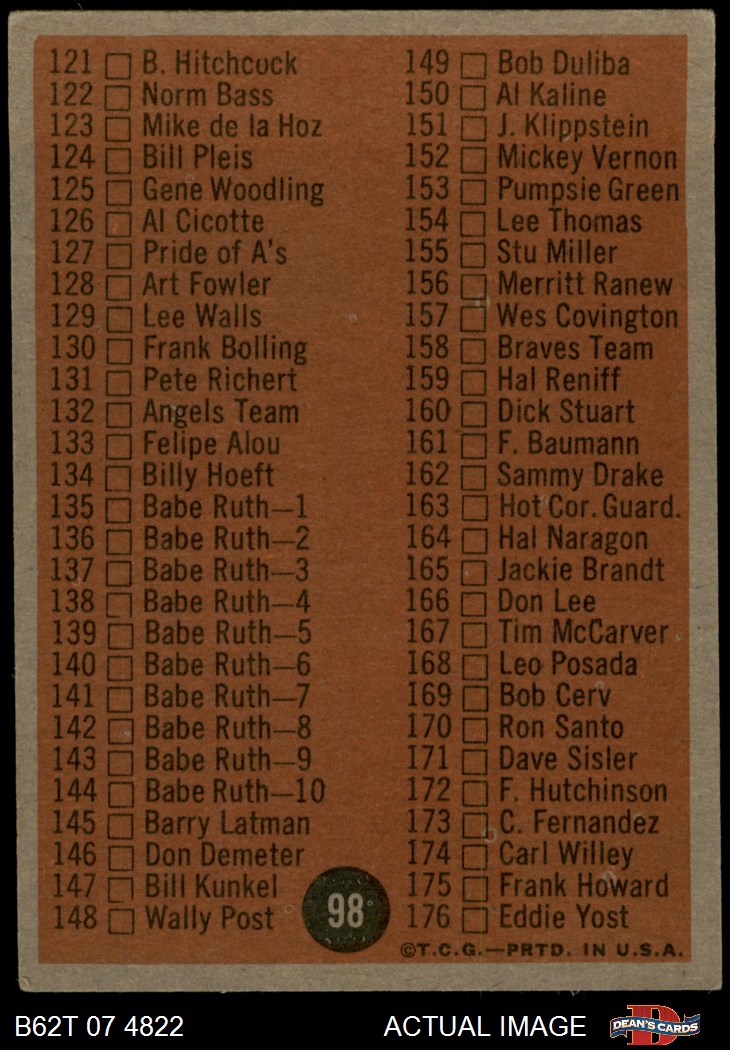 121 B. Hitchcock
122 Norm Bass
123 Mike de la Hoz
124 Bill Pleis
125 Gene Woodling
126 Al Cicotte
127 Pride of A's
128 Art Fowler
129 Lee Walls
130 Frank Bolling
131 Pete Richert
132 Angels Team
133 Felipe Alou
134 Billy Hoeft
135 Babe Ruth—1
136 Babe Ruth—2
137 Babe Ruth—3
138 Babe Ruth—4
139 Babe Ruth—5
140 Babe Ruth—6
141 Babe Ruth—7
142 Babe Ruth—8
143 Babe Ruth—9
144 Babe Ruth—10
145 Barry Latman
146 Don Demeter
147 Bill Kunkel
148 Wally Post
149 Bob Duliba
150 Al Kaline
151 J. Klippstein
152 Mickey Vernon
153 Pumpsie Green
154 Lee Thomas
155 Stu Miller
156 Merritt Ranew
157 Wes Covington
158 Braves Team
159 Hal Reniff
160 Dick Stuart
161 F. Baumann
162 Sammy Drake
163 Hot Cor. Guard.
164 Hal Naragon
165 Jackie Brandt
166 Don Lee
167 Tim McCarver
168 Leo Posada
169 Bob Cerv
170 Ron Santo
171 Dave Sisler
172 F. Hutchinson
173 C. Fernandez
174 Carl Willey
175 Frank Howard
176 Eddie Yost
98
©T.C.G.—PRTD. IN U.S.A.
B62T 07 4822
ACTUAL IMAGE
DEAN'S CARDS